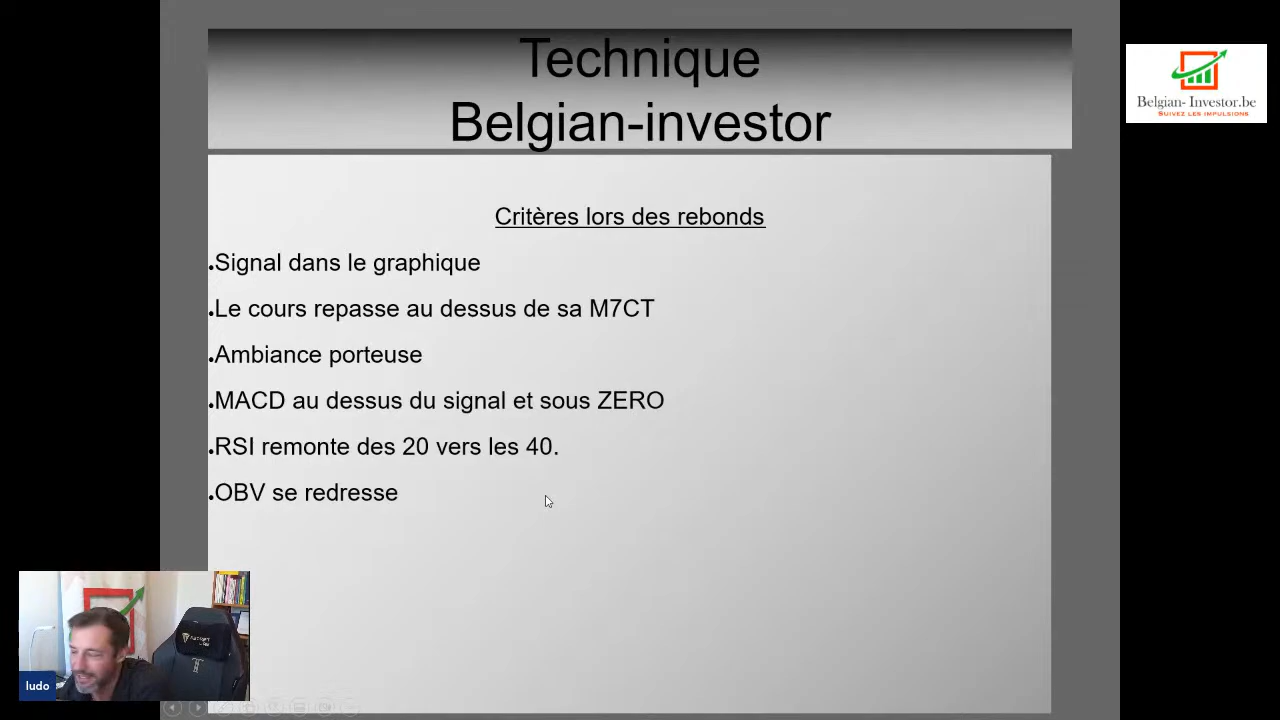 Technique
Belgian-investor
Belgian- Investor.be
SUIVEZ LES IMPULSIONS
Critères lors des rebonds
•Signal dans le graphique
•Le cours repasse au dessus de sa M7CT
•Ambiance porteuse
•MACD au dessus du signal et sous ZERO
•RSI remonte des 20 vers les 40.
•OBV se redresse
ludo